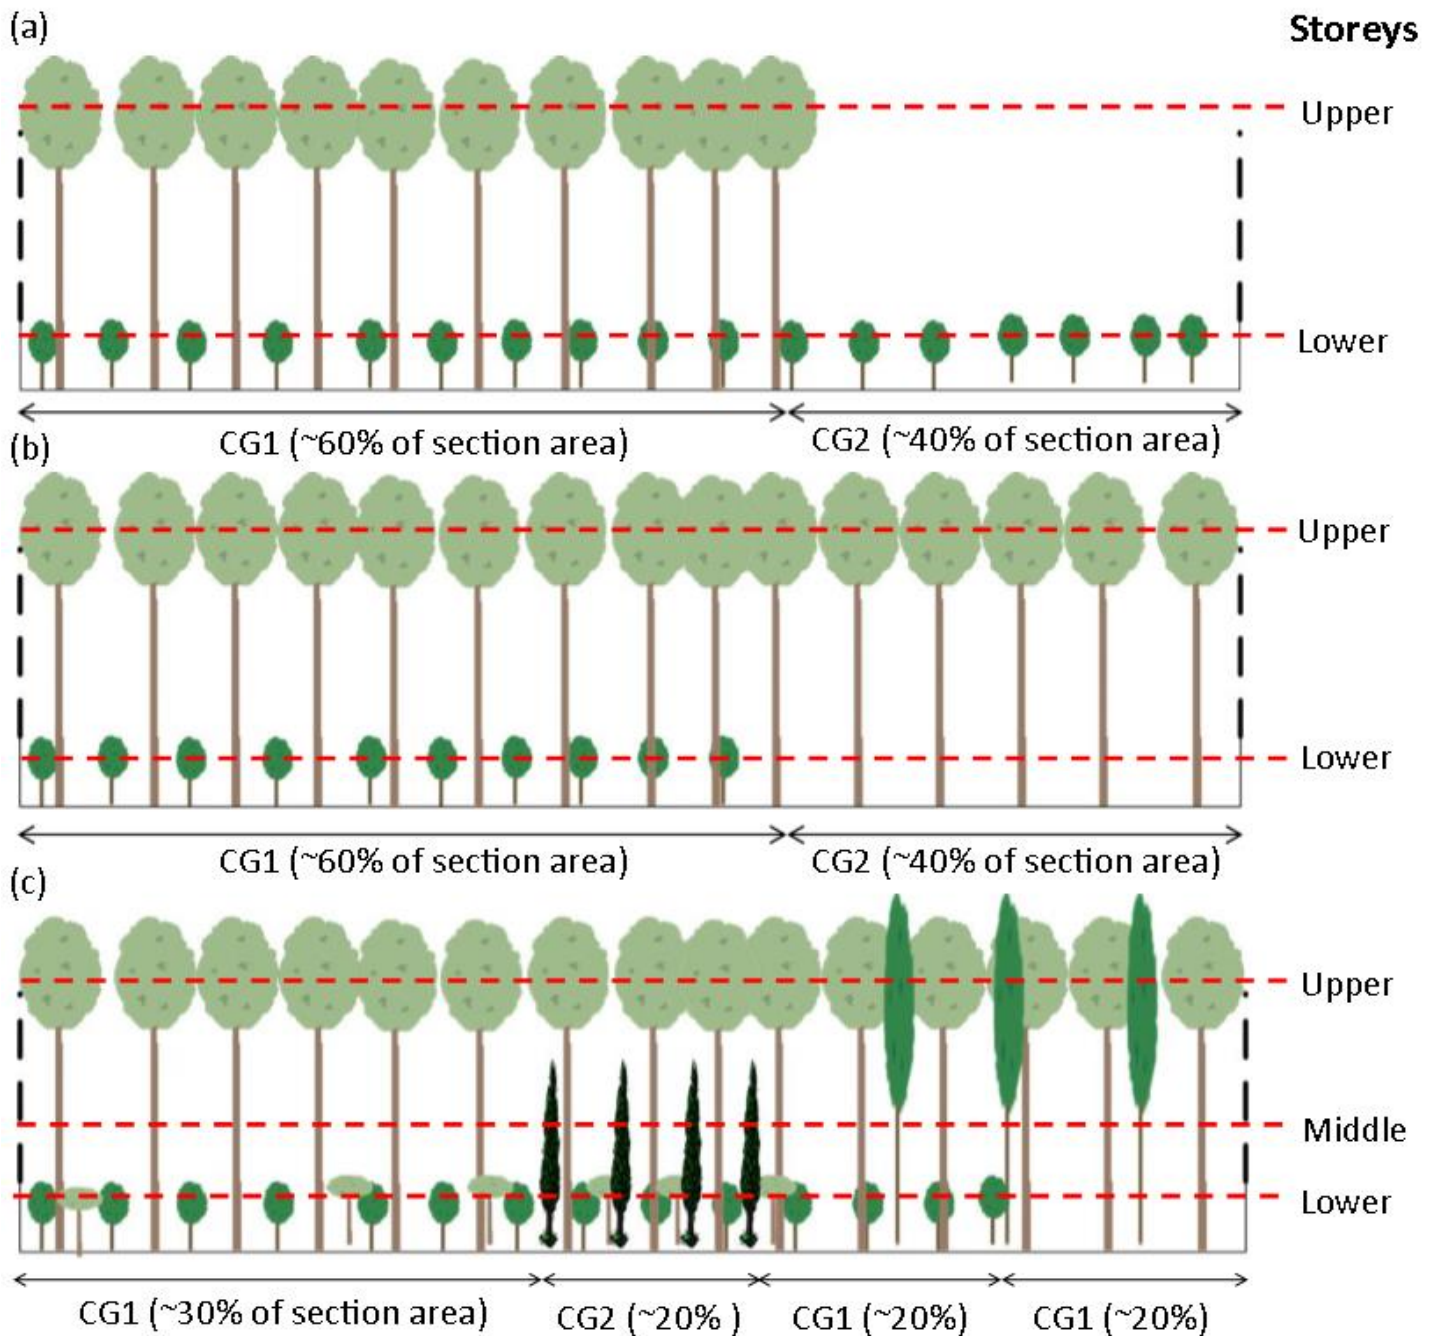 (a)
Storeys
Upper
Lower
CG1 (~60% of section area)
CG2 (~40% of section area)
(b)
Upper
Lower
CG1 (~60% of section area)
CG2 (~40% of section area)
(c)
Upper
Middle
Lower
CG1 (~30% of section area)
CG2 (~20% )
CG1 (~20%)
CG1 (~20%)